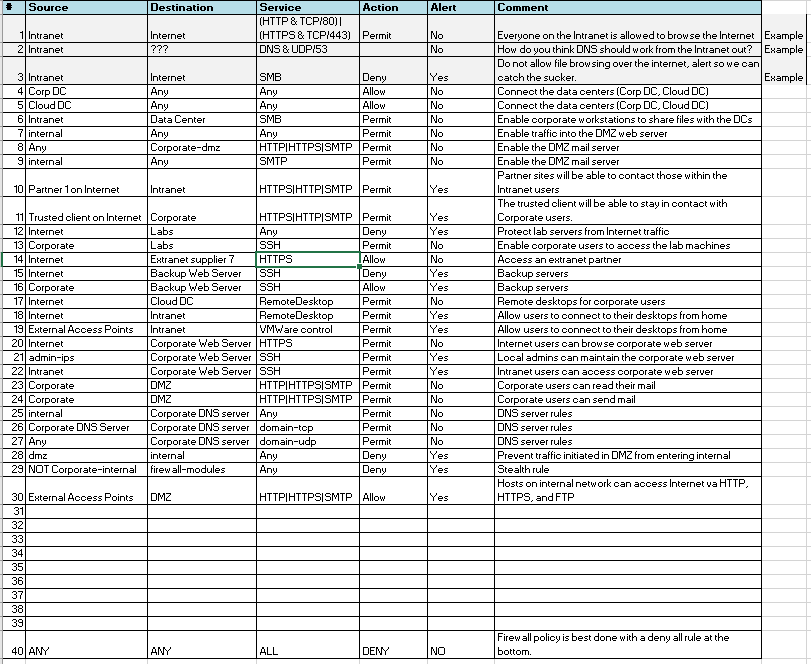 # Source Destination Service Action Alert Comment
(HTTP & TCP/80) |
1 Intranet Internet (HTTPS & TCP/443) Permit No Everyone on the Intranet is allowed to browse the Internet Example
2 Intranet ??? DNS & UDP/53 No How do you think DNS should work from the Intranet out? Example
Do not allow file browsing over the internet, alert so we can
3 Intranet Internet SMB Deny Yes catch the sucker. Example
4 Corp DC Any Any Allow No Connect the data centers (Corp DC, Cloud DC)
5 Cloud DC Any Any Allow No Connect the data centers (Corp DC, Cloud DC)
6 Intranet Data Center SMB Permit No Enable corporate workstations to share files with the DCs
7 internal Any Any Permit No Enable traffic into the DMZ web server
8 Any Corporate-dmz HTTP|HTTPS|SMTP Permit No Enable the DMZ mail server
9 internal Any SMTP Permit No Enable the DMZ mail server
Partner sites will be able to contact those within the
10 Partner 1 on Internet Intranet HTTPS|HTTP|SMTP Permit Yes Intranet users
The trusted client will be able to stay in contact with
11 Trusted client on Internet Corporate HTTPS|HTTP|SMTP Permit Yes Corporate users.
12 Internet Labs Any Deny Yes Protect lab servers from Internet traffic
13 Corporate Labs SSH Permit No Enable corporate users to access the lab machines
14 Internet Extranet supplier 7 HTTPS Allow No Access an extranet partner
15 Internet Backup Web Server SSH Deny Yes Backup servers
16 Corporate Backup Web Server SSH Allow Yes Backup servers
17 Internet Cloud DC RemoteDesktop Permit No Remote desktops for corporate users
18 Internet Intranet RemoteDesktop Permit Yes Allow users to connect to their desktops from home
19 External Access Points Intranet VMWare control Permit Yes Allow users to connect to their desktops from home
20 Internet Corporate Web Server HTTPS Permit No Internet users can browse corporate web server
21 admin-ips Corporate Web Server SSH Permit Yes Local admins can maintain the corporate web server
22 Intranet Corporate Web Server SSH Permit Yes Intranet users can access corporate web server
23 Corporate DMZ HTTP|HTTPS|SMTP Permit No Corporate users can read their mail
24 Corporate DMZ HTTP|HTTPS|SMTP Permit No Corporate users can send mail
25 internal Corporate DNS server Any Permit No DNS server rules
26 Corporate DNS Server Corporate DNS server domain-tcp Permit No DNS server rules
27 Any Corporate DNS server domain-udp Permit No DNS server rules
28 dmz internal Any Deny Yes Prevent traffic initiated in DMZ from entering internal
29 NOT Corporate-internal firewall-modules Any Deny Yes Stealth rule
Hosts on internal network can access Internet va HTTP,
30 External Access Points DMZ HTTP|HTTPS|SMTP Allow Yes HTTPS, and FTP
31
32
33
34
35
36
37
38
39
Firewall policy is best done with a deny all rule at the
40 ANY ANY ALL DENY NO bottom.